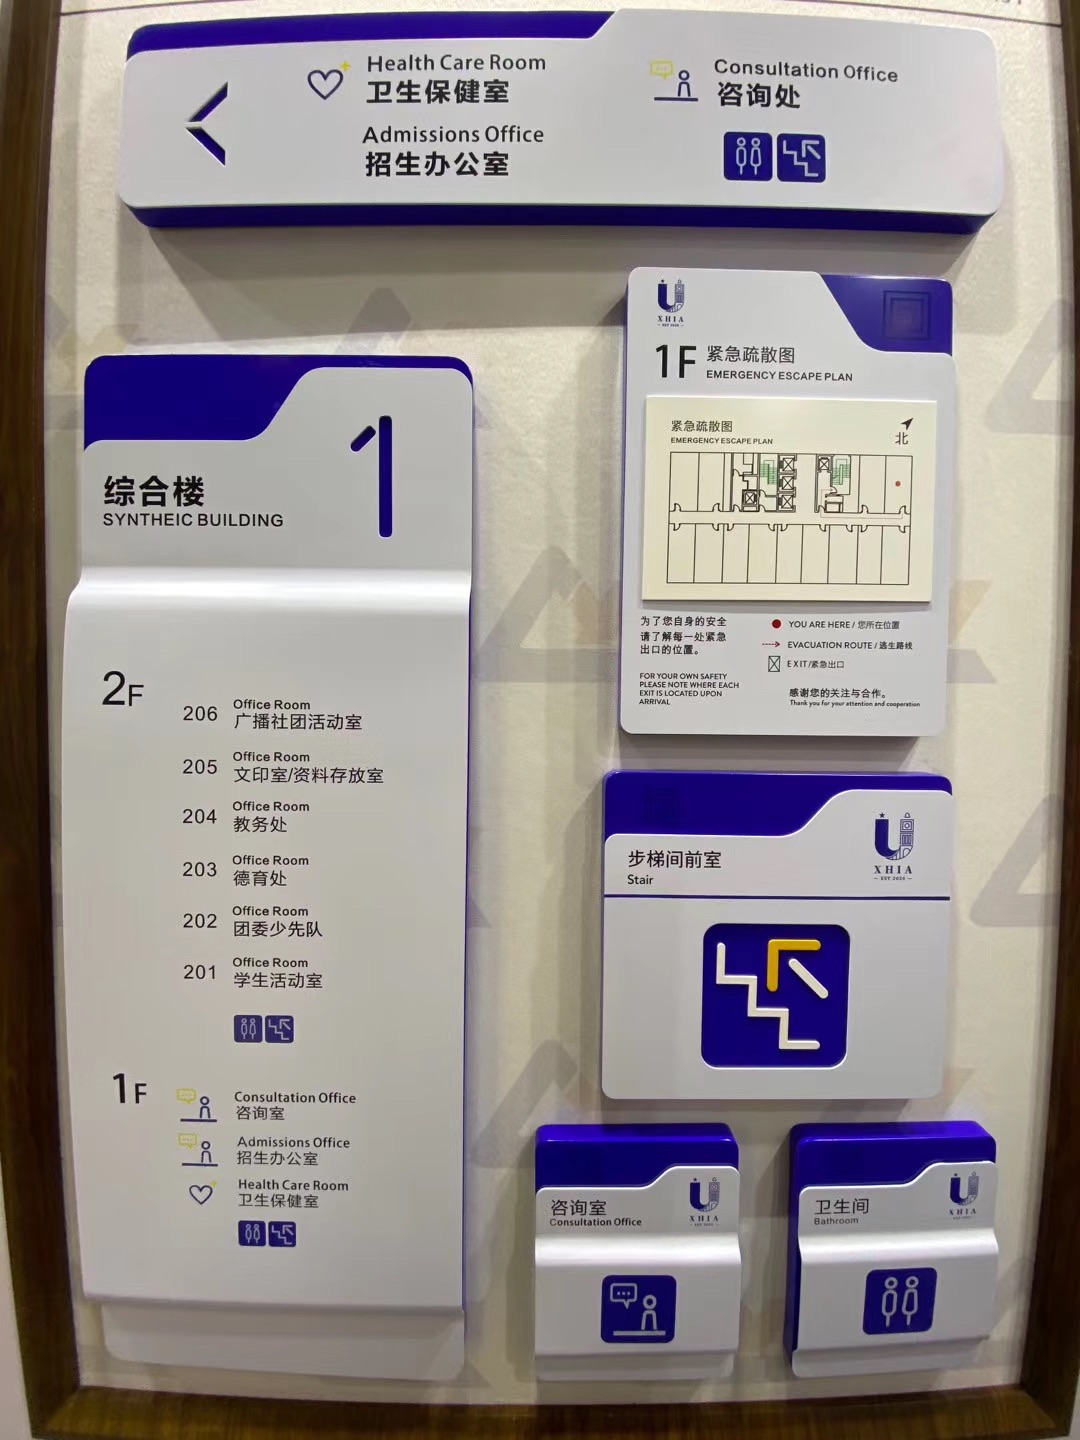 Health Care Room
卫生保健室
Admissions Office
招生办公室
Consultation Office
咨询处
综合楼
SYNTHEIC BUILDING
1
2F
206
Office Room
广播社团活动室
205
Office Room
文印室/资料存放室
204
Office Room
教务处
203
Office Room
德育处
202
Office Room
团委少先队
201
Office Room
学生活动室
1F
Consultation Office
咨询室
Admissions Office
招生办公室
Health Care Room
卫生保健室
XHIA
EST 2020
1F
紧急疏散图
EMERGENCY ESCAPE PLAN
紧急疏散图
EMERGENCY ESCAPE PLAN
北
为了您自身的安全
请了解每一处紧急
出口的位置。
FOR YOUR OWN SAFETY
PLEASE NOTE WHERE EACH
EXIT IS LOCATED UPON
ARRIVAL
YOU ARE HERE / 您所在位置
EVACUATION ROUTE / 逃生路线
EXIT/紧急出口
感谢您的关注与合作。
Thank you for your attention and cooperation
步梯间前室
Stair
XHIA
EST 2020
咨询室
Consultation Office
XHIA
卫生间
Bathroom
XHIA